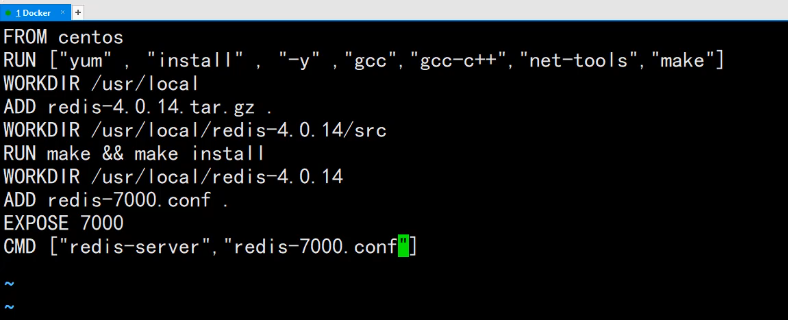 1 Docker × +
FROM centos
RUN ["yum" , "install" , "-y" ,"gcc","gcc-c++","net-tools","make"]
WORKDIR /usr/local
ADD redis-4.0.14.tar.gz .
WORKDIR /usr/local/redis-4.0.14/src
RUN make && make install
WORKDIR /usr/local/redis-4.0.14
ADD redis-7000.conf .
EXPOSE 7000
CMD ["redis-server","redis-7000.conf"]
~
~